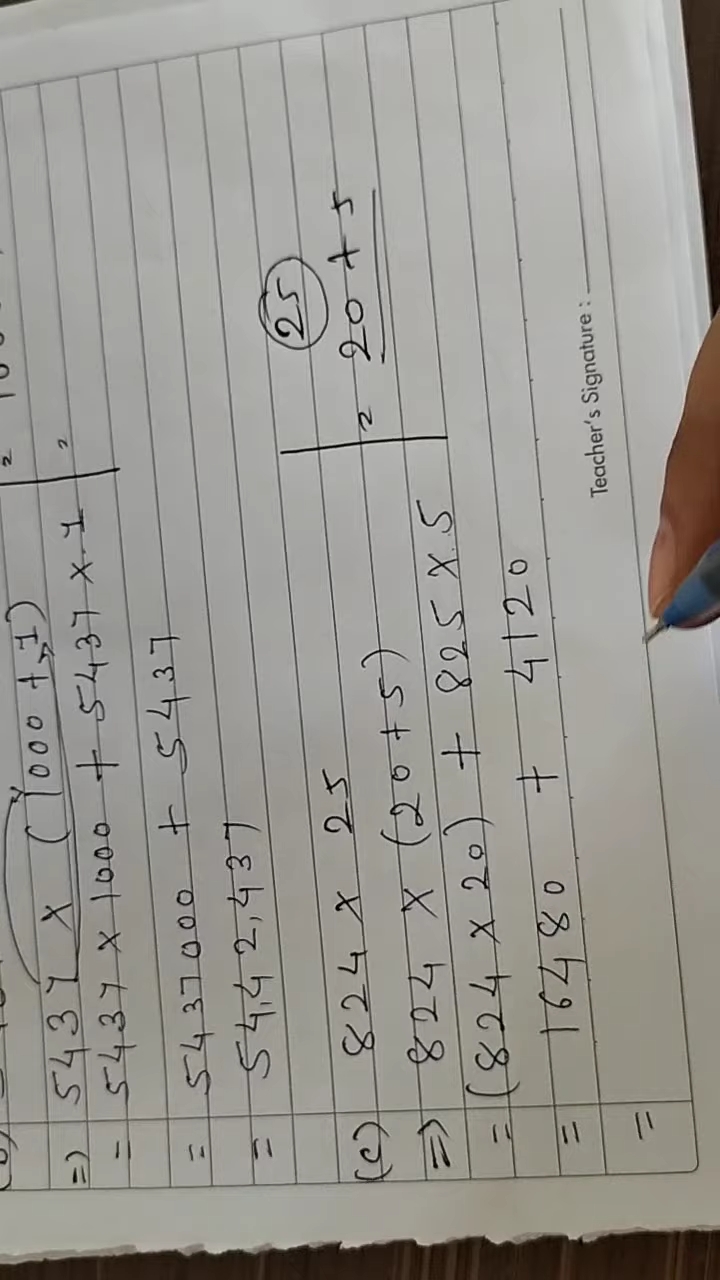 =) 5437 x (1000 + 1)
= 5437 x 1000 + 5437 x 1
= 5437000 + 5437
= 54,42,437
25
= 20 + 5
(c) 824 x 25
=) 824 x (20+5)
= (824 x 20) + 825 x 5
= 16480 + 4120
=
Teacher's Signature :